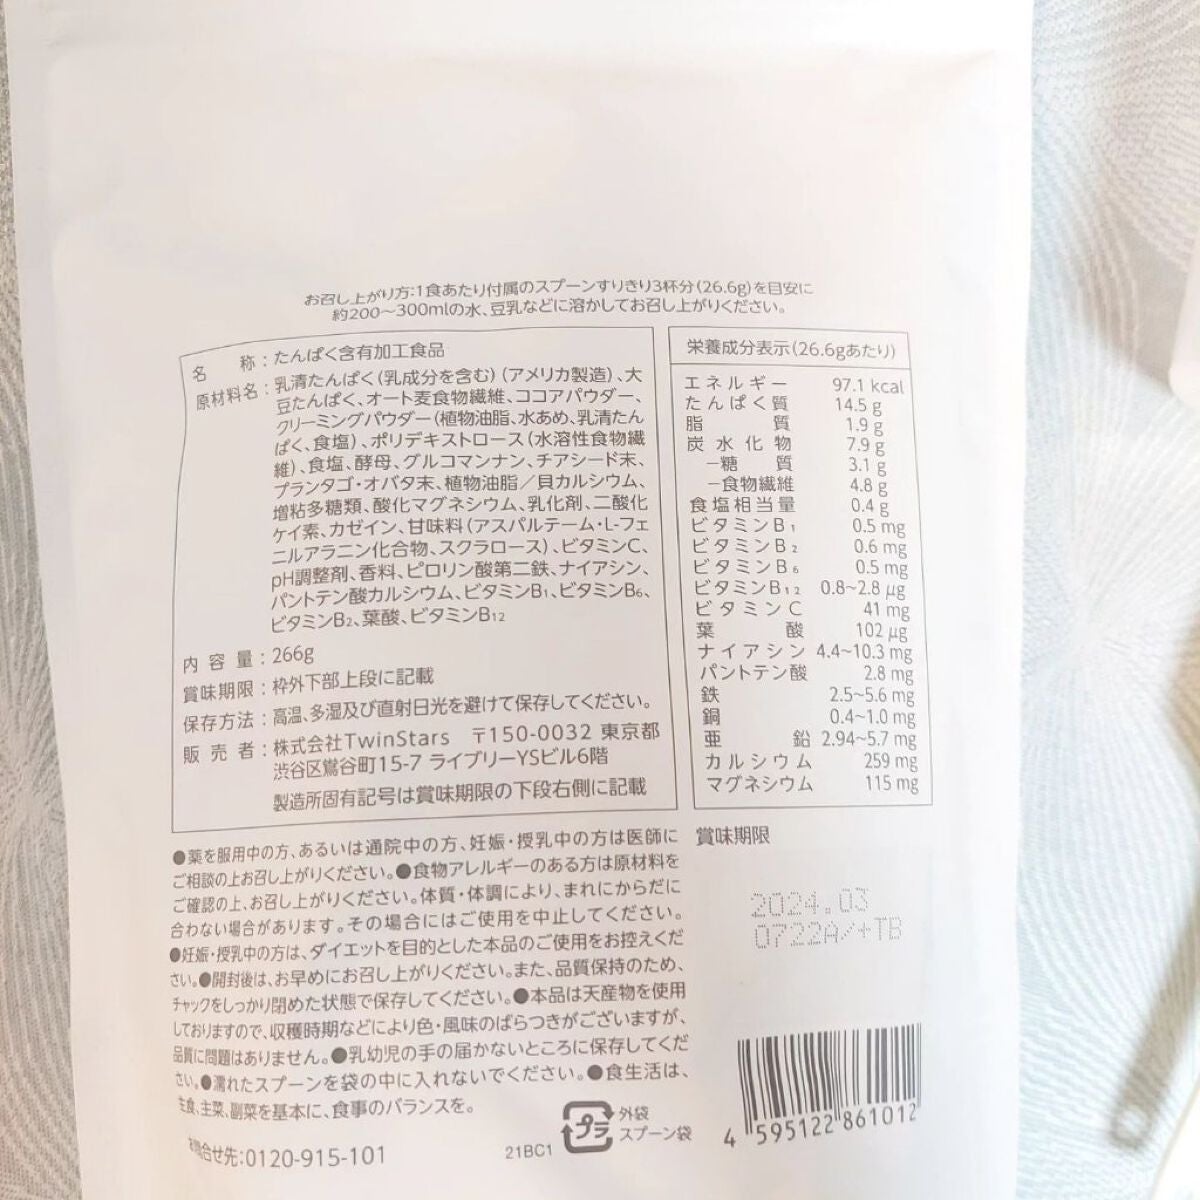 お召し上がり方:1食あたり付属のスプーンすりきり3杯分(26.6g)を目安に
約200〜300mlの水、豆乳などに溶かしてお召し上がりください。
名称:たんぱく含有加工食品
原材料名:乳清たんぱく(乳成分を含む)(アメリカ製造)、大
豆たんぱく、オート麦食物繊維、ココアパウダー、
クリーミングパウダー(植物油脂、水あめ、乳清たん
ぱく、食塩)、ポリデキストロース(水溶性食物繊
維)、食塩、酵母、グルコマンナン、チアシード末、
プランタゴ・オバタ末、植物油脂/貝カルシウム、
増粘多糖類、酸化マグネシウム、乳化剤、二酸化
ケイ素、カゼイン、甘味料(アスパルテーム・L-フェ
ニルアラニン化合物、スクラロース)、ビタミンC、
pH調整剤、香料、ピロリン酸第二鉄、ナイアシン、
パントテン酸カルシウム、ビタミンB1、ビタミンB6、
ビタミンB2、葉酸、ビタミンB12
内容量:266g
賞味期限:枠外下部上段に記載
保存方法:高温、多湿及び直射日光を避けて保存してください。
販売者:株式会社TwinStars 〒150-0032 東京都
渋谷区鶯谷町15-7 ライブリーYSビル6階
製造所固有記号は賞味期限の下段右側に記載
栄養成分表示(26.6gあたり)
エネルギー 97.1 kcal
たんぱく質 14.5 g
脂質 1.9 g
炭水化物 7.9 g
−糖質 3.1 g
−食物繊維 4.8 g
食塩相当量 0.4 g
ビタミンB1 0.5 mg
ビタミンB2 0.6 mg
ビタミンB6 0.5 mg
ビタミンB12 0.8~2.8 μg
ビタミンC 41 mg
葉酸 102 μg
ナイアシン 4.4~10.3 mg
パントテン酸 2.8 mg
鉄 2.5~5.6 mg
銅 0.4~1.0 mg
亜鉛 2.94~5.7 mg
カルシウム 259 mg
マグネシウム 115 mg
●薬を服用中の方、あるいは通院中の方、妊娠・授乳中の方は医師に
ご相談の上お召し上がりください。●食物アレルギーのある方は原材料を
ご確認の上、お召し上がりください。体質・体調により、まれにからだに
合わない場合があります。その場合にはご使用を中止してください。
●妊娠・授乳中の方は、ダイエットを目的とした本品のご使用をお控えくだ
さい。●開封後は、お早めにお召し上がりください。また、品質保持のため、
チャックをしっかり閉めた状態で保存してください。●本品は天産物を使用
しておりますので、収穫時期などにより色・風味のばらつきがございますが、
品質に問題はありません。●乳幼児の手の届かないところに保存してくだ
さい。●濡れたスプーンを袋の中に入れないでください。●食生活は、
主食、主菜、副菜を基本に、食事のバランスを。
お問合せ先:0120-915-101
21BC1
プラ
外袋
スプーン袋
賞味期限
2024.03
0722A/+TB
4 595122 861012